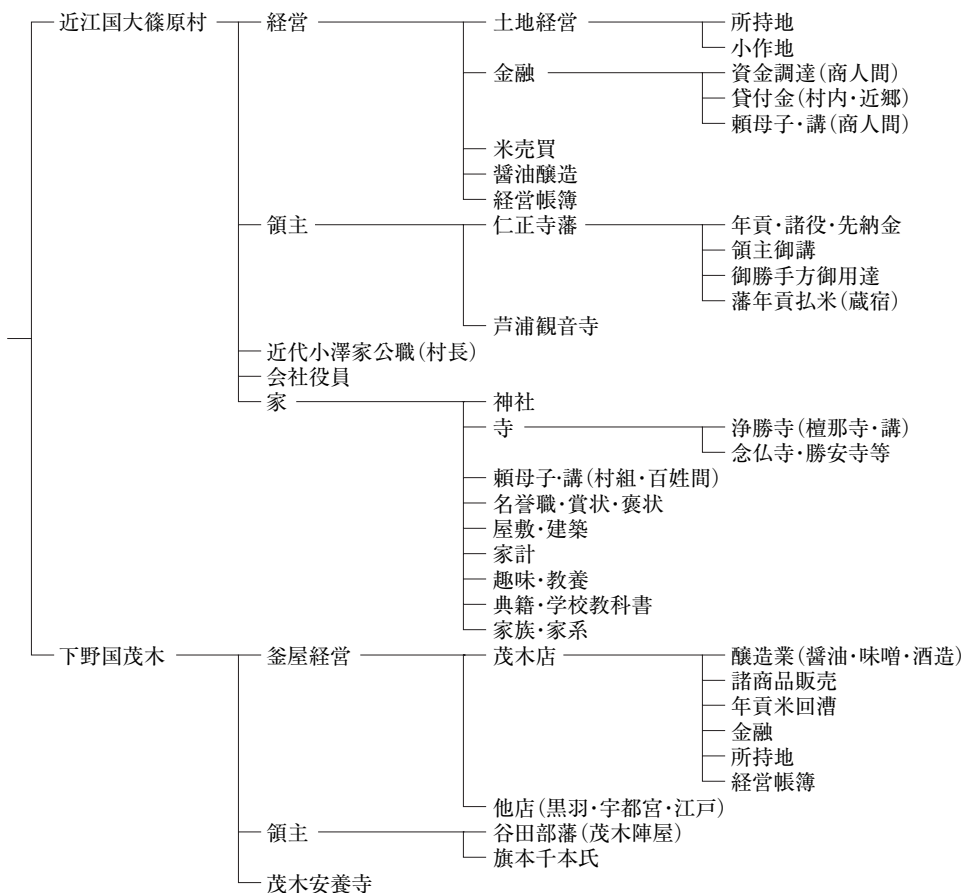 近江国大篠原村 経営 土地経営 所持地
小作地
金融 資金調達(商人間)
貸付金(村内・近郷)
頼母子・講(商人間)
米売買
醤油醸造
経営帳簿
領主 仁正寺藩 年貢・諸役・先納金
領主御講
御勝手方御用達
藩年貢払米(蔵宿)
芦浦観音寺
近代小澤家公職(村長)
会社役員
家 神社
寺 浄勝寺(檀那寺・講)
念仏寺・勝安寺等
頼母子・講(村組・百姓間)
名誉職・賞状・褒状
屋敷・建築
家計
趣味・教養
典籍・学校教科書
家族・家系
下野国茂木 釜屋経営 茂木店 醸造業(醤油・味噌・酒造)
諸商品販売
年貢米回漕
金融
所持地
経営帳簿
他店(黒羽・宇都宮・江戸)
領主 谷田部藩(茂木陣屋)
旗本千本氏
茂木安養寺